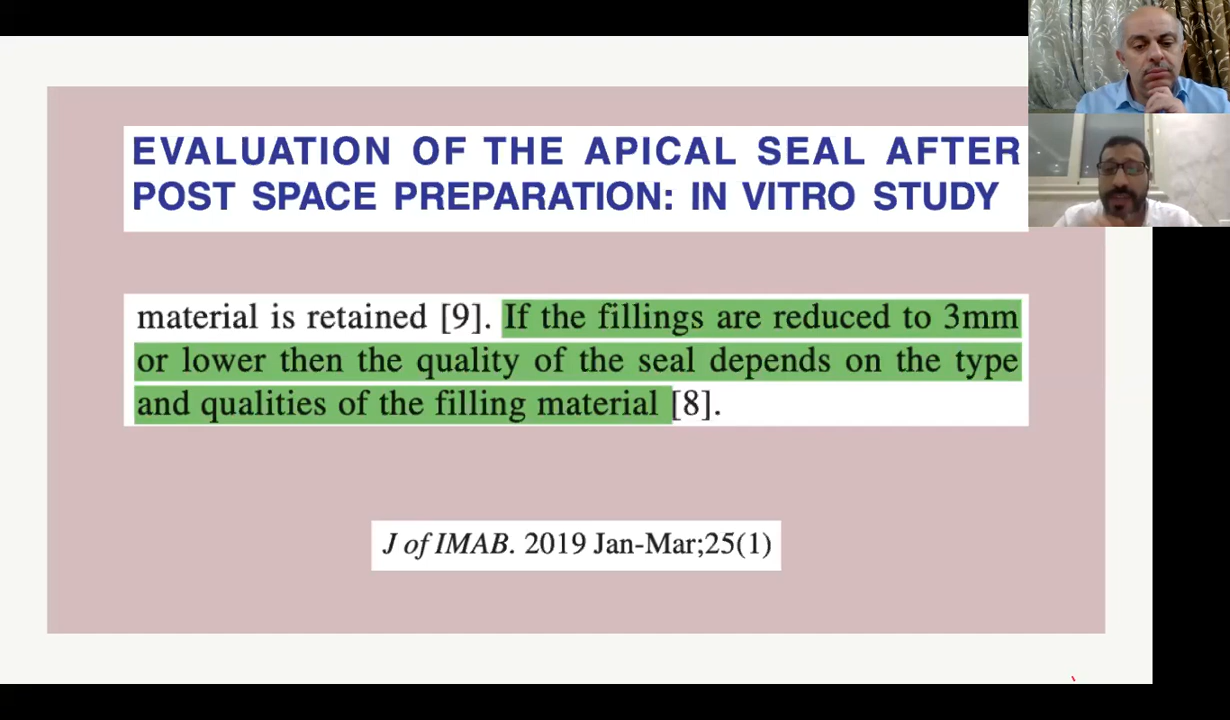 EVALUATION OF THE APICAL SEAL AFTER
POST SPACE PREPARATION: IN VITRO STUDY
material is retained [9]. If the fillings are reduced to 3mm
or lower then the quality of the seal depends on the type
and qualities of the filling material [8].
J of IMAB. 2019 Jan-Mar;25(1)